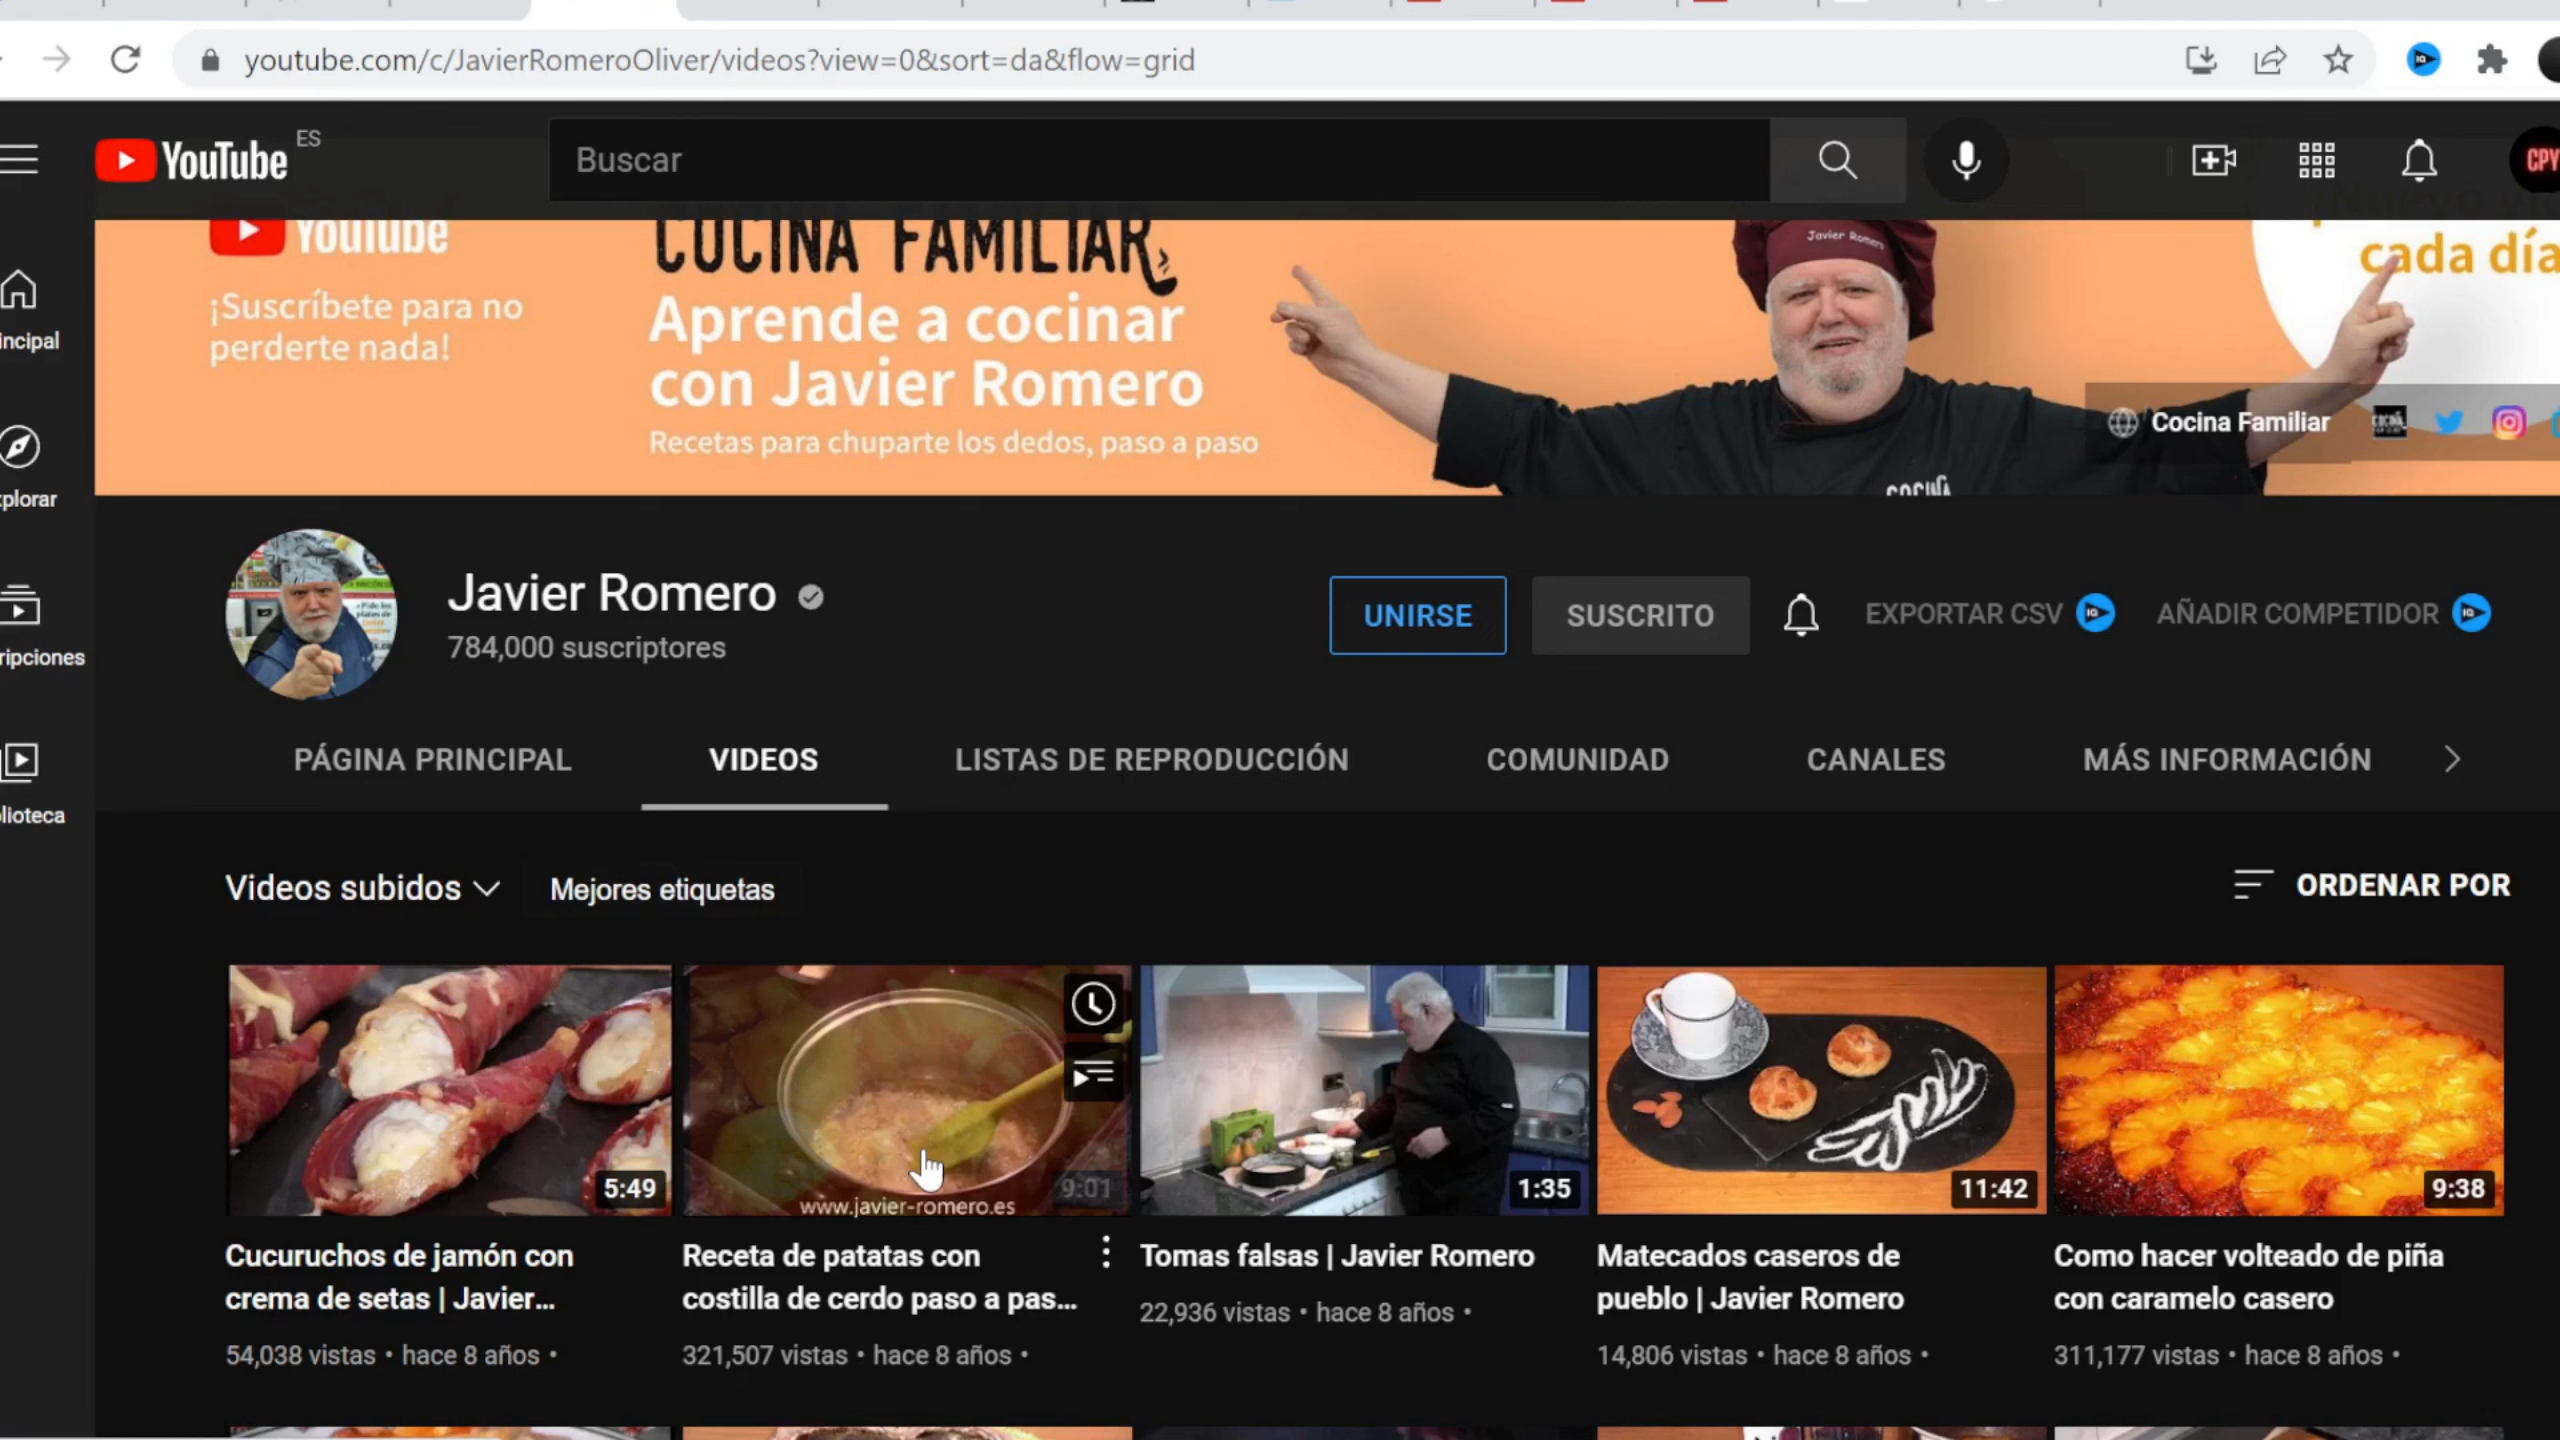 youtube.com/c/JavierRomeroOliver/videos?view=0&sort=da&flow=grid
YouTube ES
Buscar
CPY
YouTube
COCINA FAMILIAR
¡Suscríbete para no
perderte nada!
Aprende a cocinar
con Javier Romero
Recetas para chuparte los dedos, paso a paso
Javier Romero
cada día
Cocina Familiar
COCINA
incipal
xplorar
ripciones
lioteca
Javier Romero
784,000 suscriptores
UNIRSE
SUSCRITO
EXPORTAR CSV
AÑADIR COMPETIDOR
PÁGINA PRINCIPAL
VIDEOS
LISTAS DE REPRODUCCIÓN
COMUNIDAD
CANALES
MÁS INFORMACIÓN
Videos subidos
Mejores etiquetas
ORDENAR POR
5:49
www.javier-romero.es
9:01
1:35
11:42
9:38
Cucuruchos de jamón con
crema de setas | Javier...
54,038 vistas • hace 8 años •
Receta de patatas con
costilla de cerdo paso a pas...
321,507 vistas • hace 8 años •
Tomas falsas | Javier Romero
22,936 vistas • hace 8 años •
Matecados caseros de
pueblo | Javier Romero
14,806 vistas • hace 8 años •
Como hacer volteado de piña
con caramelo casero
311,177 vistas • hace 8 años •